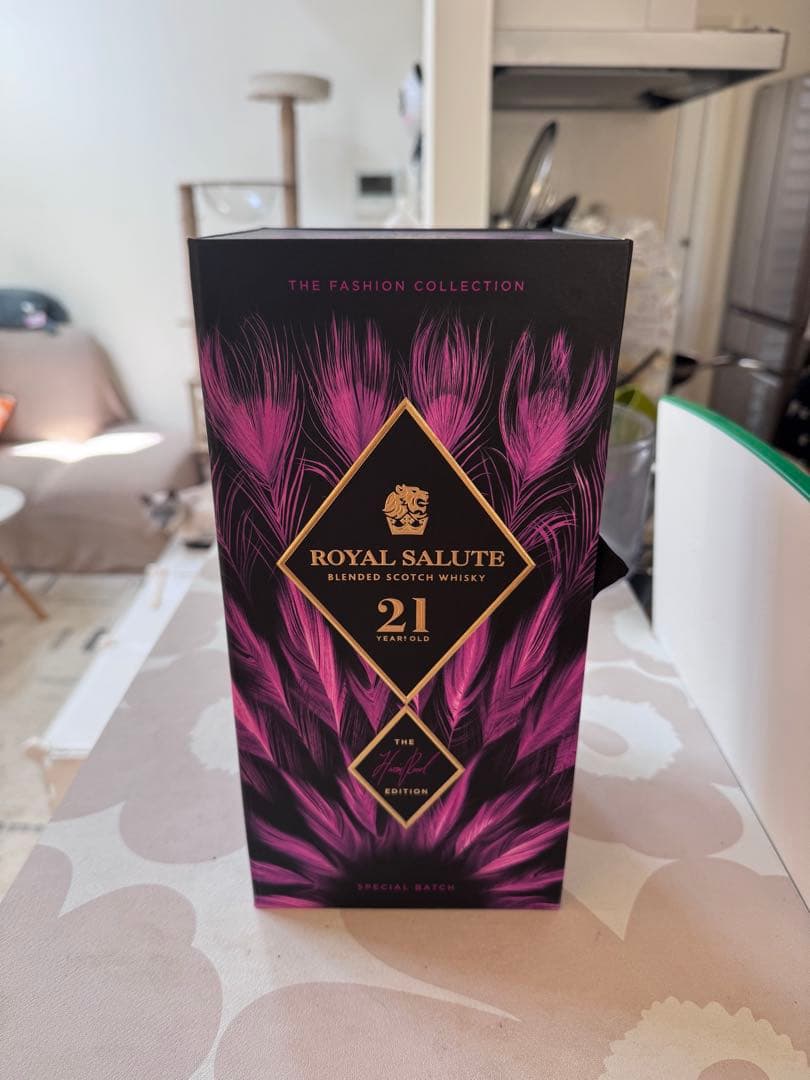 THE FASHION COLLECTION
ROYAL SALUTE
BLENDED SCOTCH WHISKY
21
YEARS OLD
THE
EDITION
SPECIAL BATCH